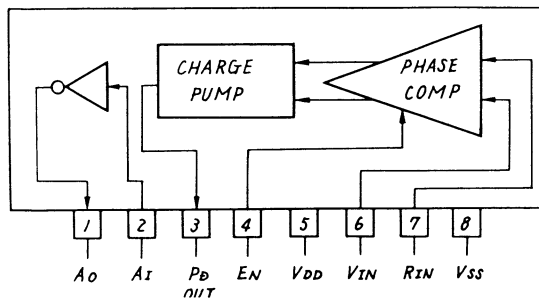 CHARGE
PUMP
PHASE
COMP
1 2 3 4 5 6 7 8
AO AI PD EN VDD VIN RIN VSS
OUT